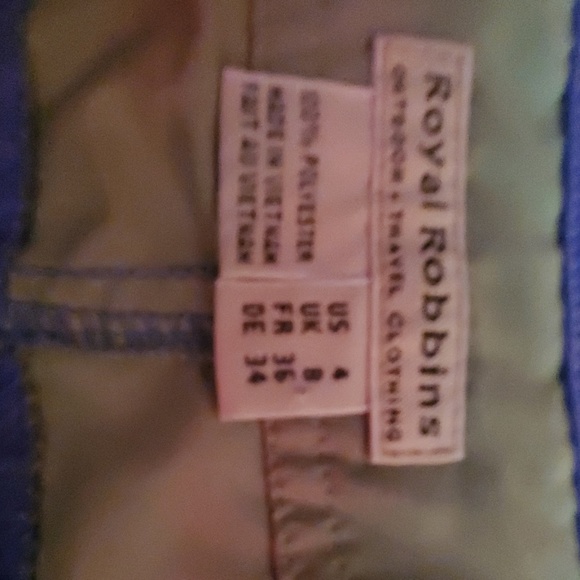 Royal Robbins
OUTDOOR • TRAVEL CLOTHING
100% POLYESTER
MADE IN VIETNAM
FAIT AU VIETNAM
US 4
UK 8
FR 36
DE 34